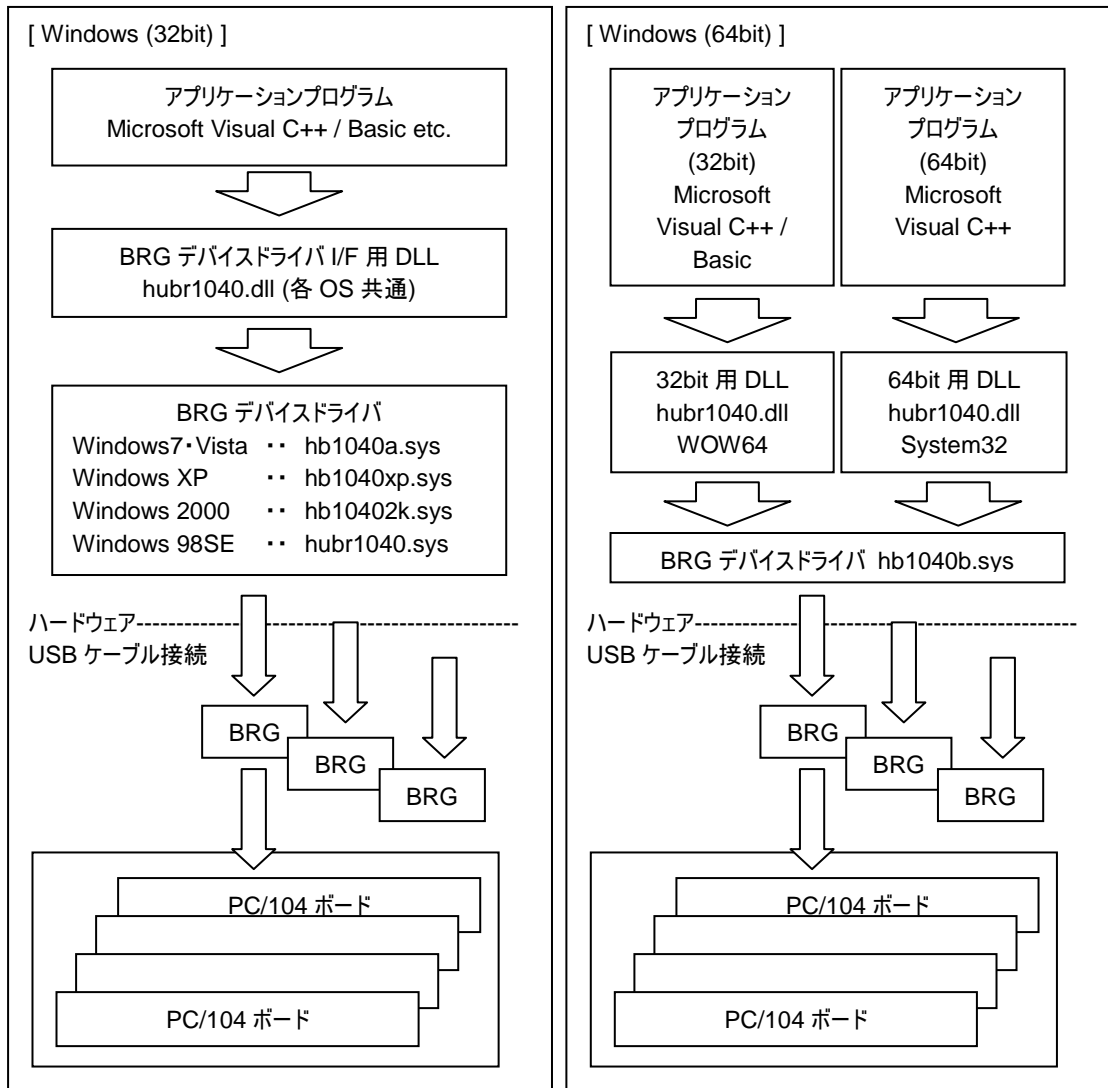 [ Windows (32bit) ]
アプリケーションプログラム
Microsoft Visual C++ / Basic etc.
BRG デバイスドライバ I/F 用 DLL
hubr1040.dll (各 OS 共通)
BRG デバイスドライバ
Windows7・Vista ・・ hb1040a.sys
Windows XP ・・ hb1040xp.sys
Windows 2000 ・・ hb10402k.sys
Windows 98SE ・・ hubr1040.sys
ハードウェア
USB ケーブル接続
BRG
BRG
BRG
PC/104 ボード
PC/104 ボード
[ Windows (64bit) ]
アプリケーション
プログラム
(32bit)
Microsoft
Visual C++ /
Basic
アプリケーション
プログラム
(64bit)
Microsoft
Visual C++
32bit 用 DLL
hubr1040.dll
WOW64
64bit 用 DLL
hubr1040.dll
System32
BRG デバイスドライバ hb1040b.sys
ハードウェア
USB ケーブル接続
BRG
BRG
BRG
PC/104 ボード
PC/104 ボード